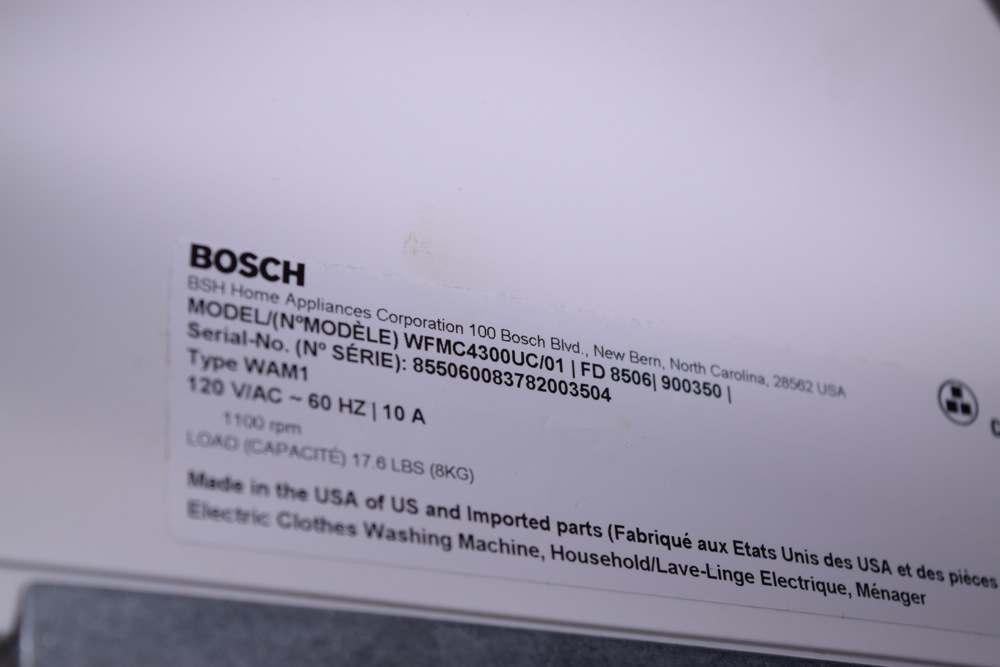 BOSCH
BSH Home Appliances Corporation 100 Bosch Blvd., New Bern, North Carolina, 28562 USA
MODEL/(NºMODÈLE) WFMC4300UC/01 | FD 8506| 900350 |
Serial-No. (Nº SÉRIE): 855060083782003504
Type WAM1
120 V/AC ~ 60 HZ | 10 A
1100 rpm
LOAD (CAPACITÉ) 17.6 LBS (8KG)
Made in the USA of US and Imported parts (Fabriqué aux Etats Unis des USA et des pièces
Electric Clothes Washing Machine, Household/Lave-Linge Electrique, Ménager